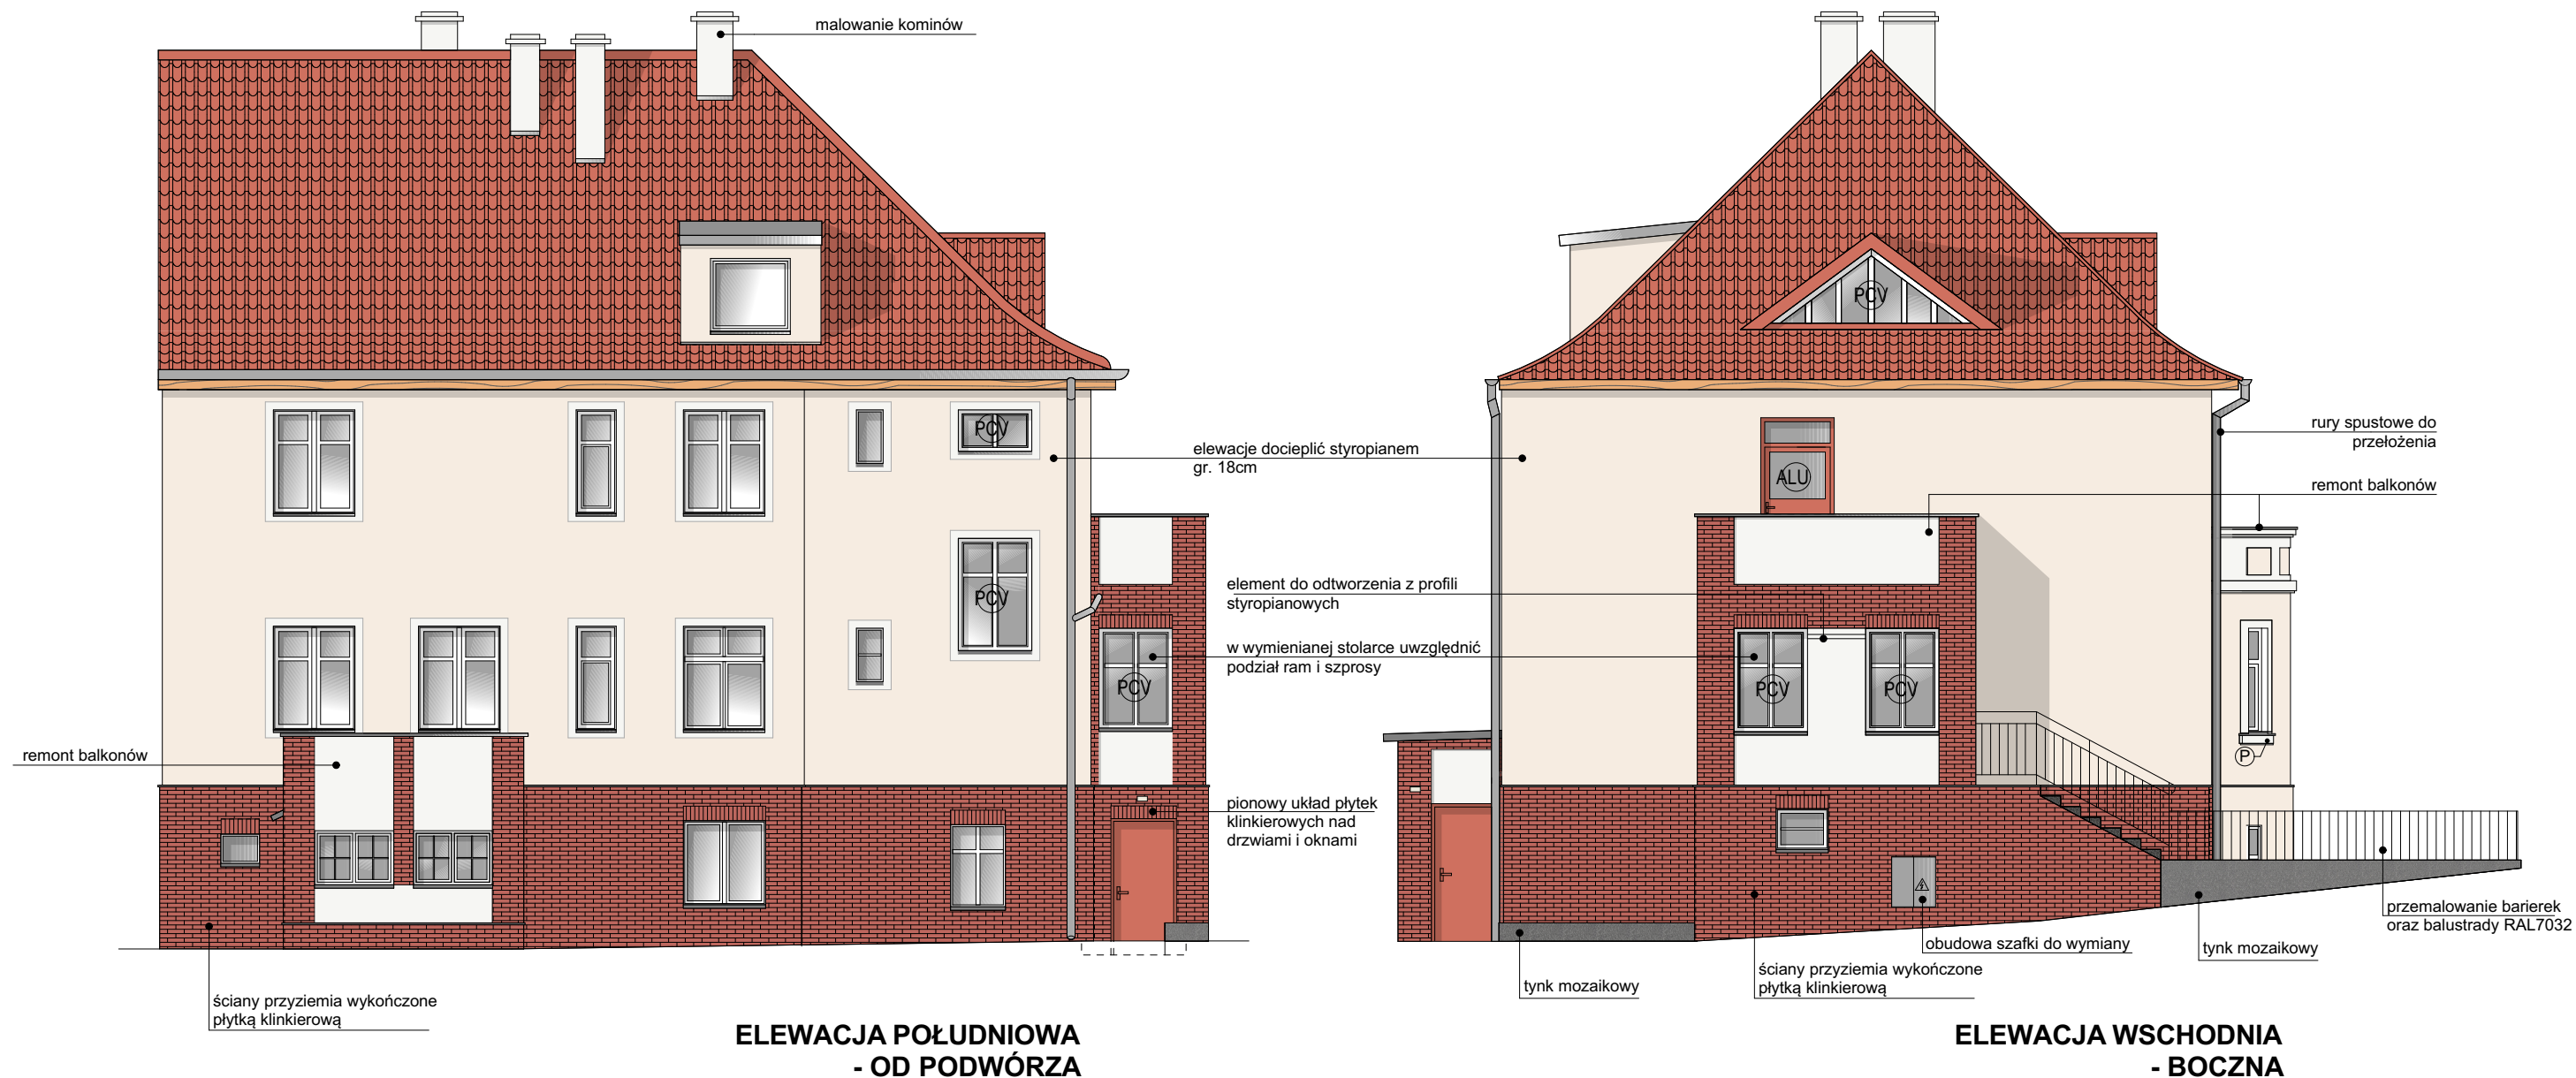 malowanie kominów
PCV
PCV
PCV
remont balkonów
ściany przyziemia wykończone
płytką klinkierową
elewacje docieplić styropianem
gr. 18cm
element do odtworzenia z profili
styropianowych
w wymienianej stolarce uwzględnić
podział ram i szprosy
pionowy układ płytek
klinkierowych nad
drzwiami i oknami
ELEWACJA POŁUDNIOWA
- OD PODWÓRZA
PCV
ALU
PCV
PCV
P
rury spustowe do
przełożenia
remont balkonów
przemalowanie barierek
oraz balustrady RAL7032
tynk mozaikowy
obudowa szafki do wymiany
ściany przyziemia wykończone
płytką klinkierową
tynk mozaikowy
ELEWACJA WSCHODNIA
- BOCZNA